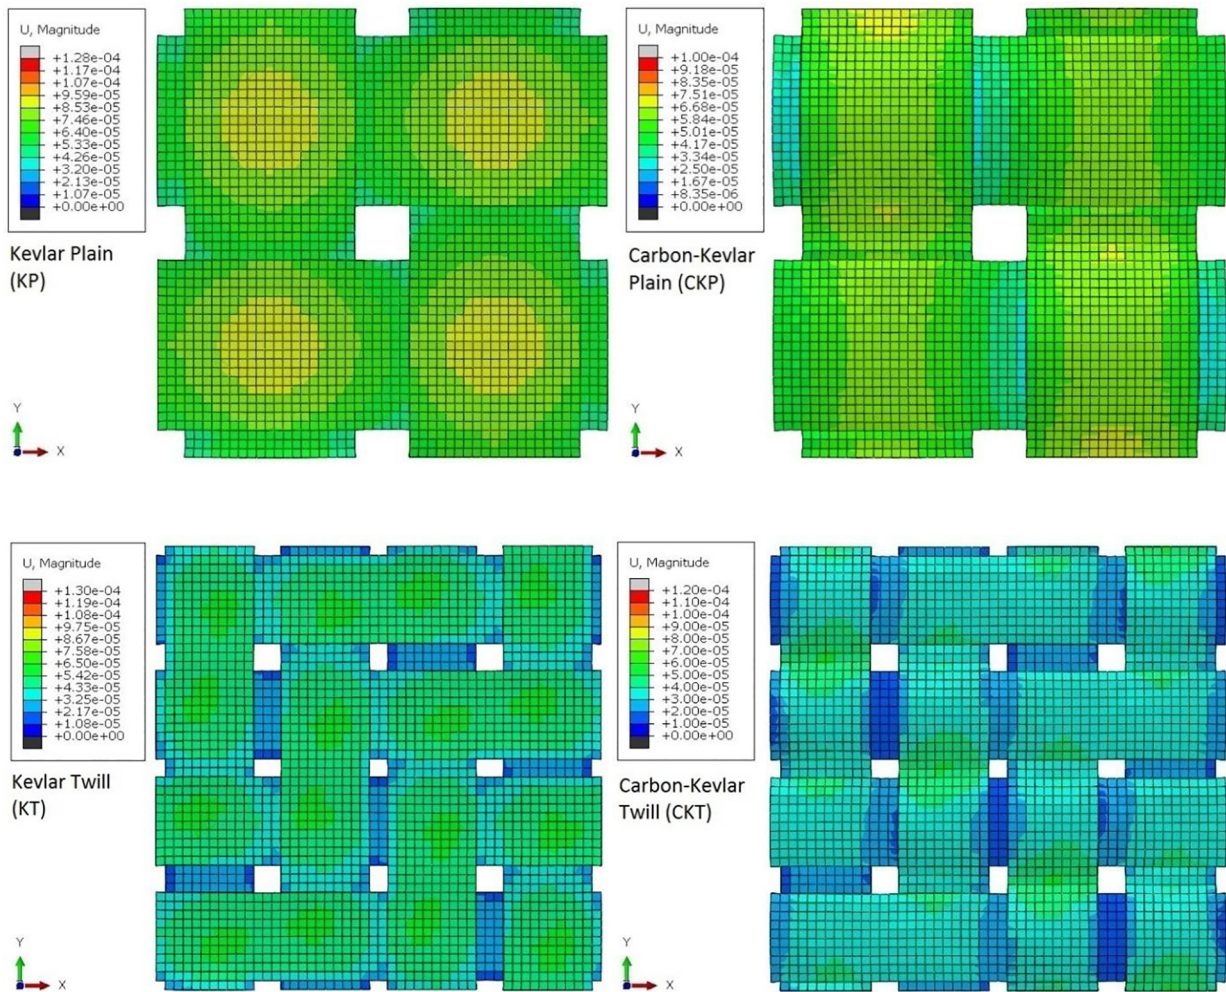 U, Magnitude
+1.28e-04
+1.17e-04
+1.07e-04
+9.59e-05
+8.53e-05
+7.46e-05
+6.40e-05
+5.33e-05
+4.26e-05
+3.20e-05
+2.13e-05
+1.07e-05
+0.00e+00
Kevlar Plain
(KP)
Y
X
U, Magnitude
+1.00e-04
+9.18e-05
+8.35e-05
+7.51e-05
+6.68e-05
+5.84e-05
+5.01e-05
+4.17e-05
+3.34e-05
+2.50e-05
+1.67e-05
+8.35e-06
+0.00e+00
Carbon-Kevlar
Plain (CKP)
Y
X
U, Magnitude
+1.30e-04
+1.19e-04
+1.08e-04
+9.75e-05
+8.67e-05
+7.58e-05
+6.50e-05
+5.42e-05
+4.33e-05
+3.25e-05
+2.17e-05
+1.08e-05
+0.00e+00
Kevlar Twill
(KT)
Y
X
U, Magnitude
+1.20e-04
+1.10e-04
+1.00e-04
+9.00e-05
+8.00e-05
+7.00e-05
+6.00e-05
+5.00e-05
+4.00e-05
+3.00e-05
+2.00e-05
+1.00e-05
+0.00e+00
Carbon-Kevlar
Twill (CKT)
Y
X